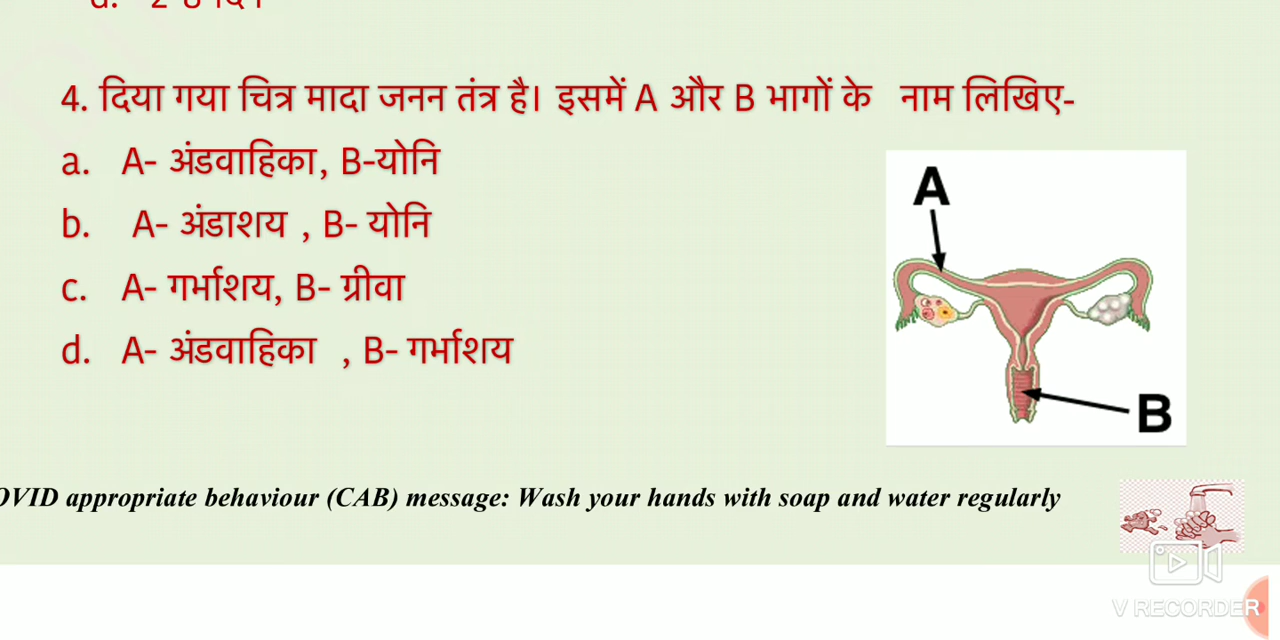 4. दिया गया चित्र मादा जनन तंत्र है। इसमें A और B भागों के नाम लिखिए-
a. A- अंडवाहिका, B-योनि
b. A- अंडाशय , B- योनि
c. A- गर्भाशय, B- ग्रीवा
d. A- अंडवाहिका , B- गर्भाशय
A
B
OVID appropriate behaviour (CAB) message: Wash your hands with soap and water regularly
V RECORDER